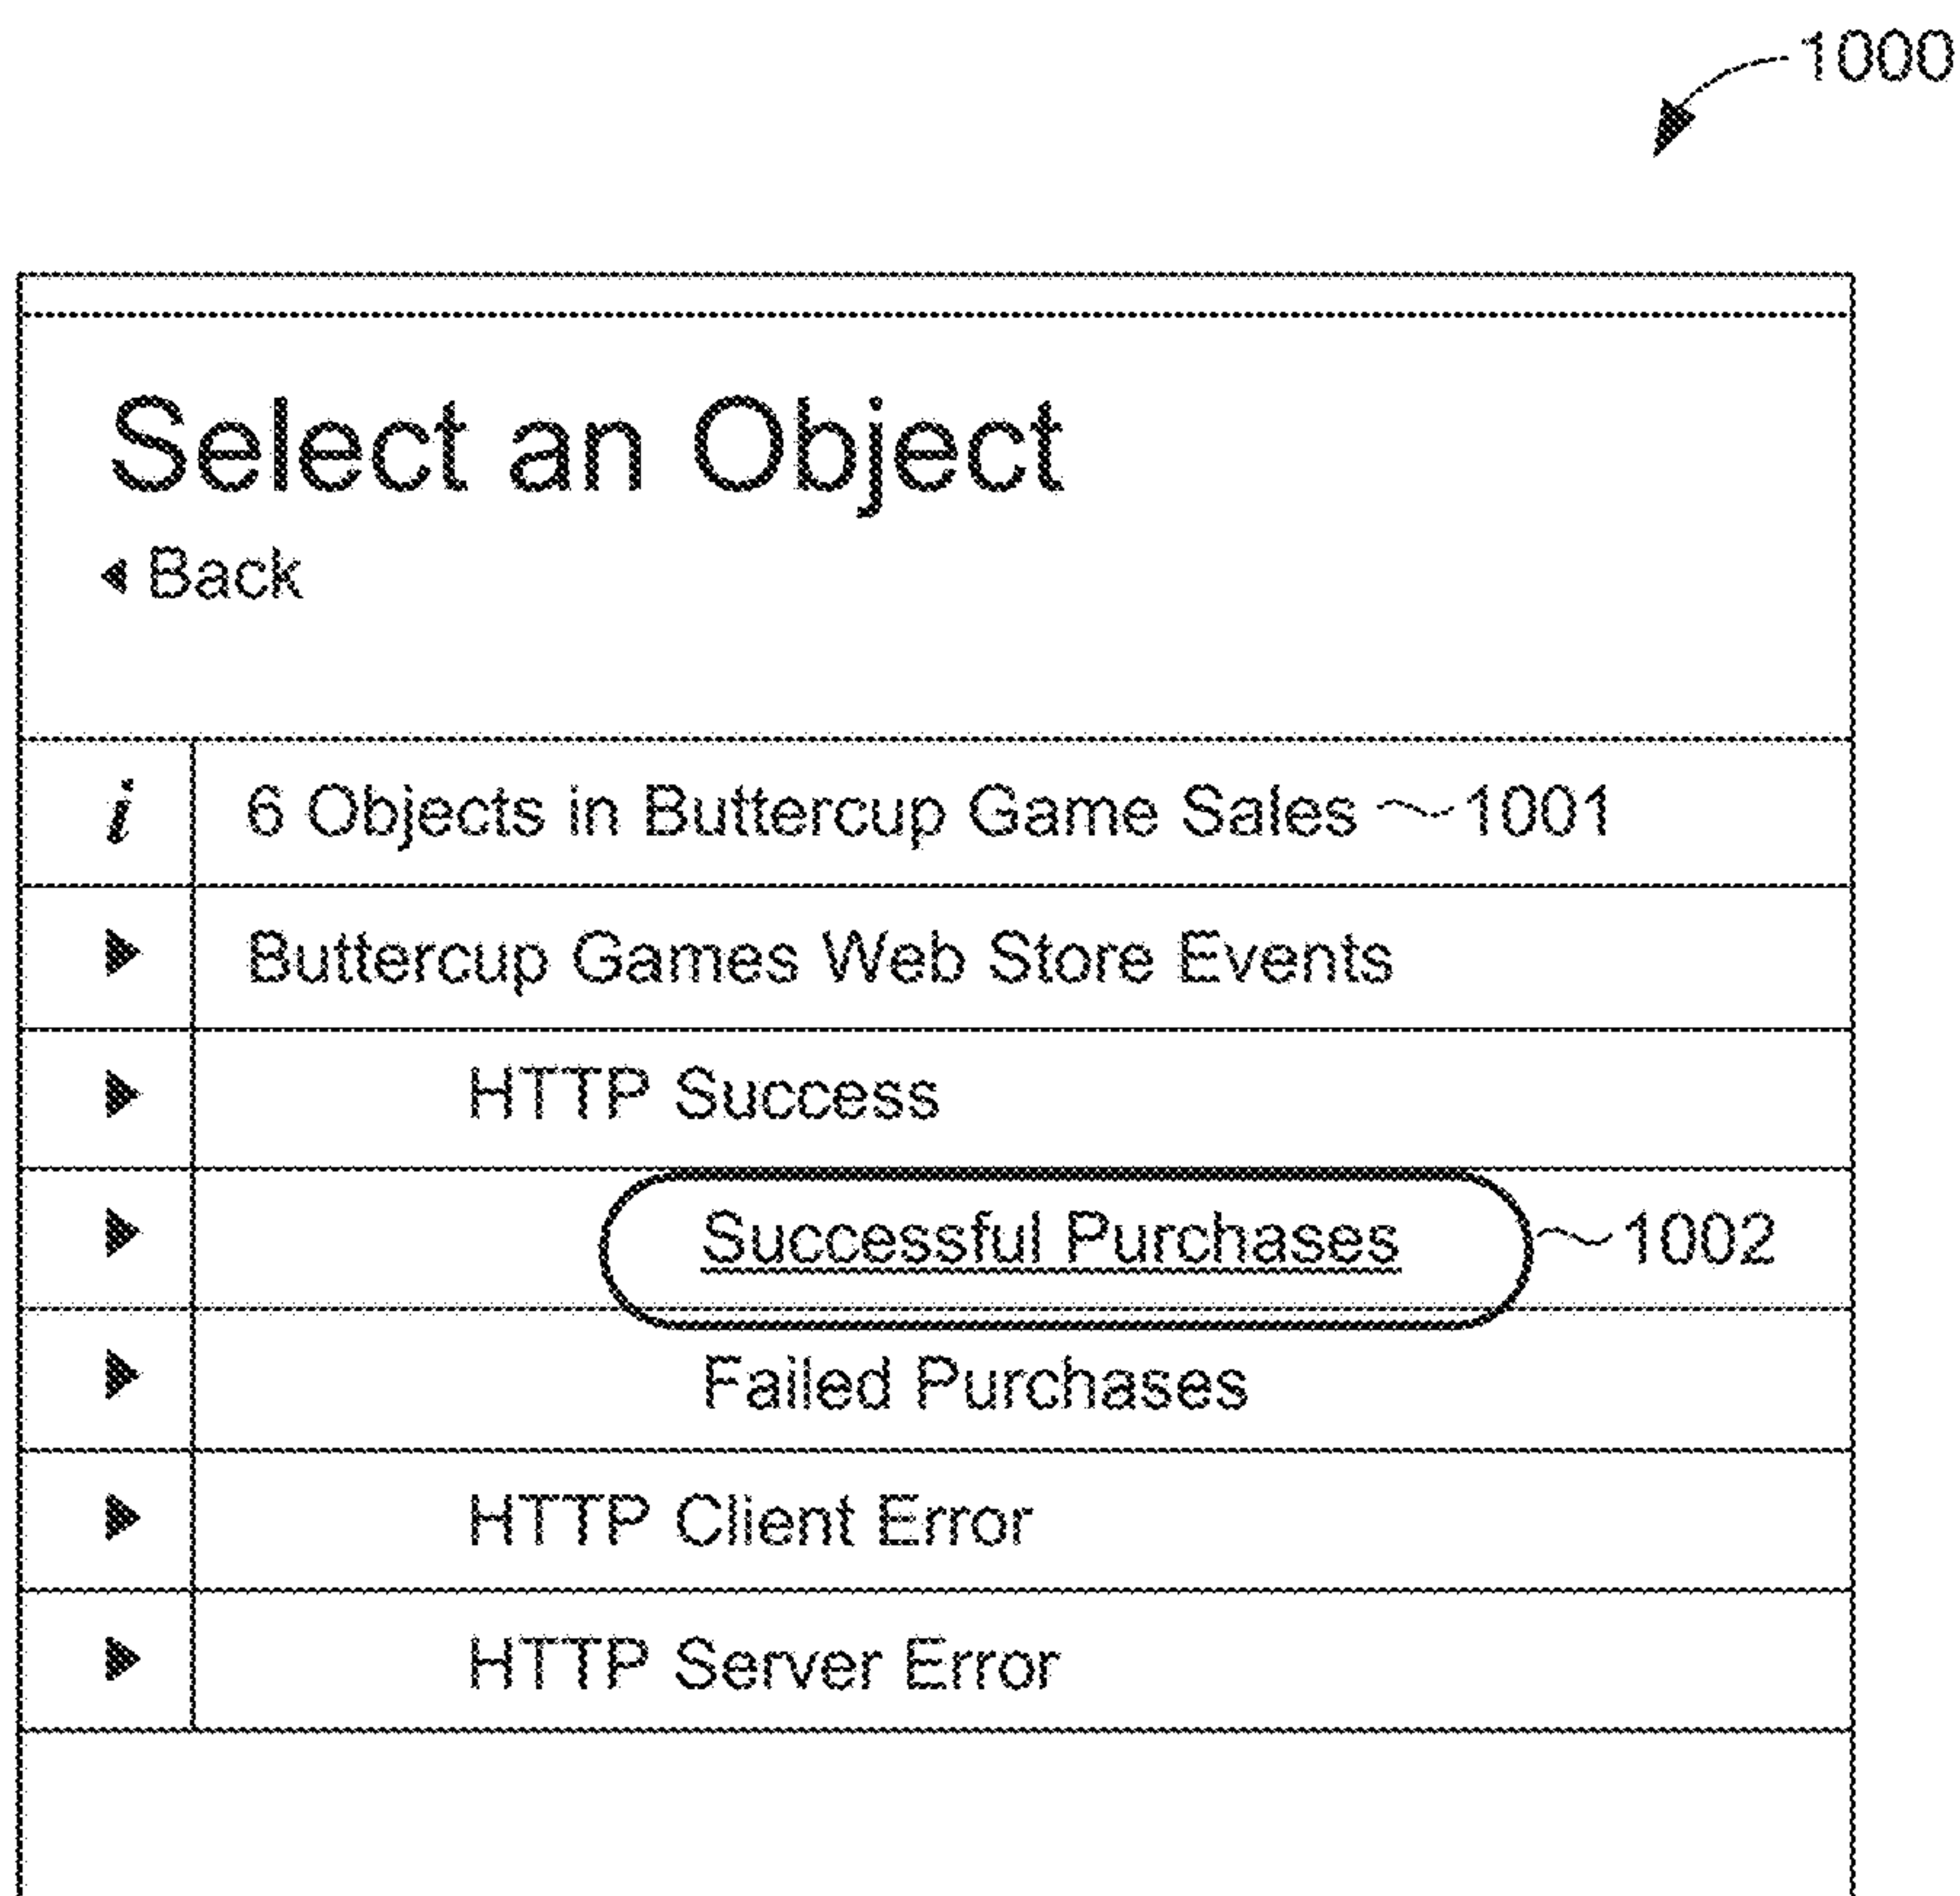 1000
Select an Object
Back
i 6 Objects in Buttercup Game Sales 1001
Buttercup Games Web Store Events
HTTP Success
Successful Purchases 1002
Failed Purchases
HTTP Client Error
HTTP Server Error